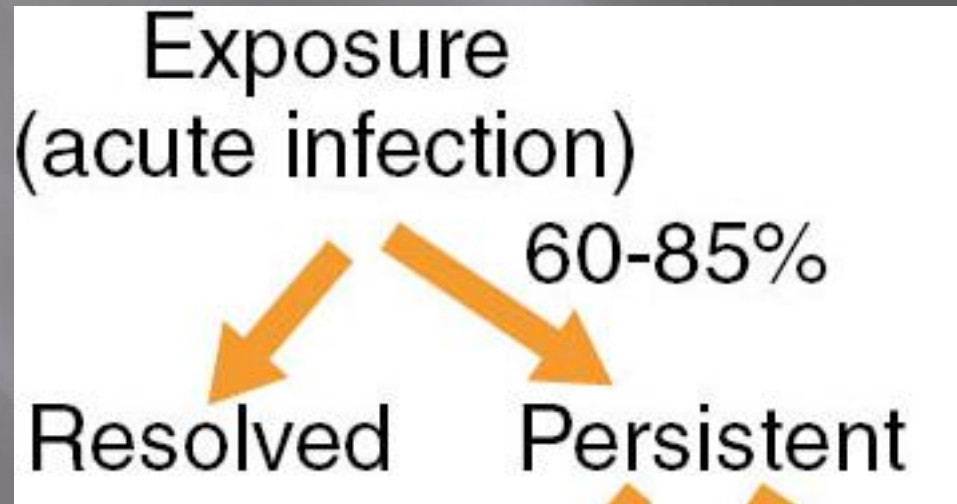 Exposure
(acute infection)
60-85%
Resolved
Persistent